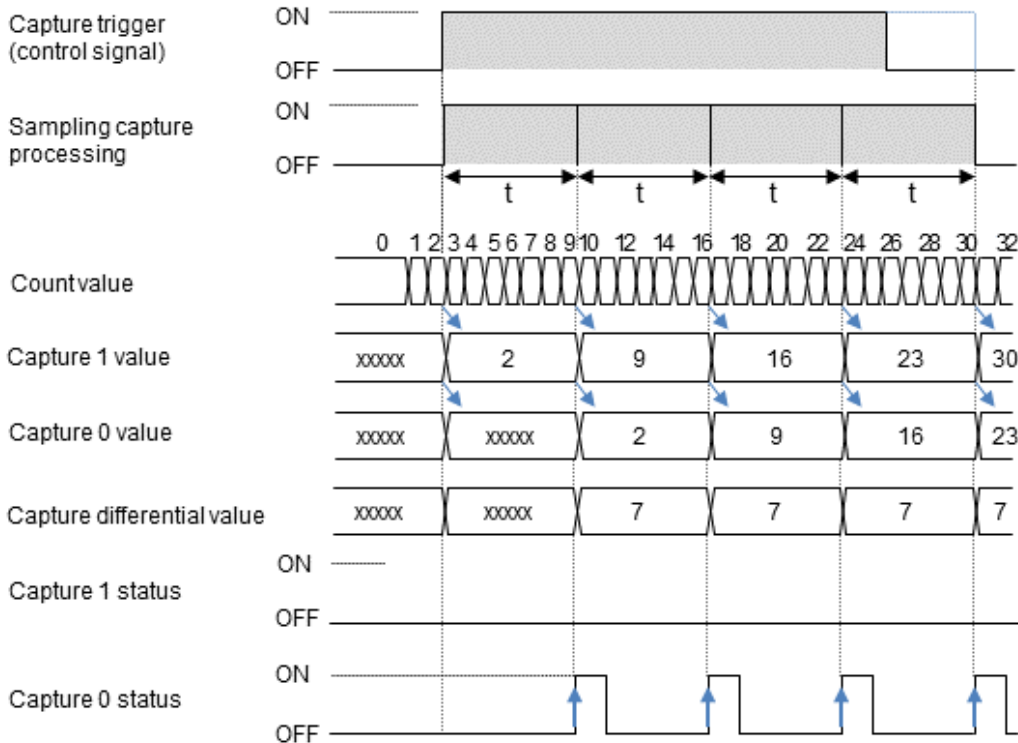 Capture trigger
(control signal)
ON
OFF
Sampling capture
processing
ON
OFF
t t t t
0 1 2 3 4 5 6 7 8 9 10 12 14 16 18 20 22 24 26 28 30 32
Count value
Capture 1 value
xxxxx 2 9 16 23 30
Capture 0 value
xxxxx xxxxx 2 9 16 23
Capture differential value
xxxxx xxxxx 7 7 7 7
Capture 1 status
ON
OFF
Capture 0 status
ON
OFF